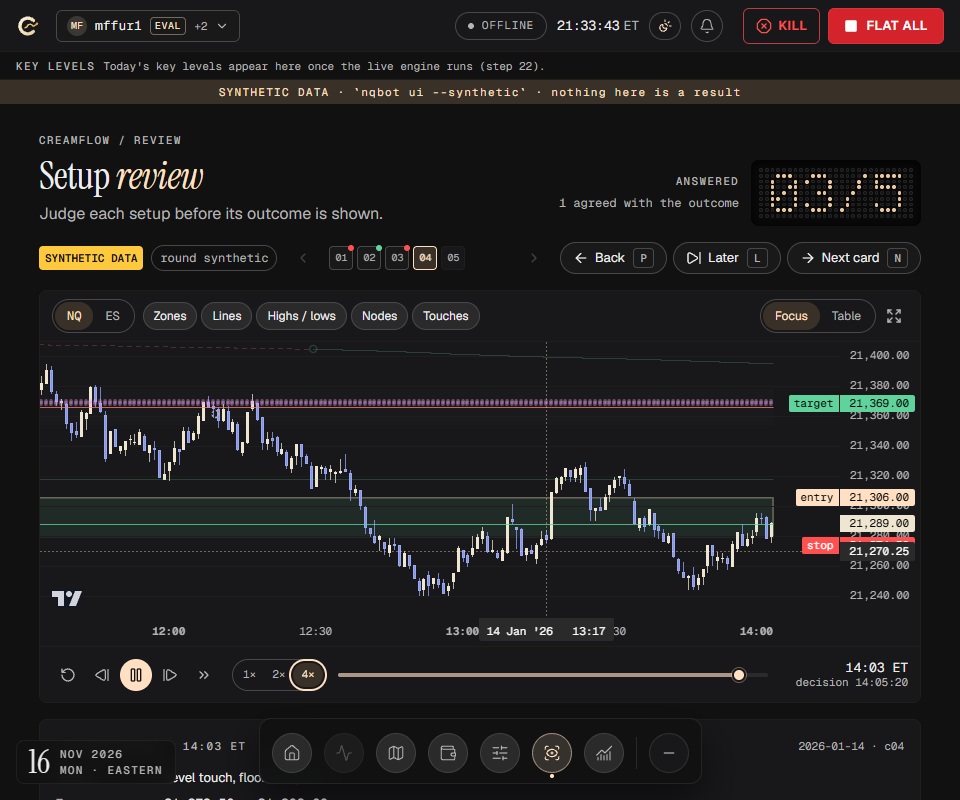 MF mffur1 EVAL +2
OFFLINE
21:33:43 ET
KILL
FLAT ALL
KEY LEVELS Today's key levels appear here once the live engine runs (step 22).
SYNTHETIC DATA · `nqbot ui --synthetic` · nothing here is a result
CREAMFLOW / REVIEW
Setup review
Judge each setup before its outcome is shown.
ANSWERED
1 agreed with the outcome
03/5
SYNTHETIC DATA
round synthetic
01 02 03 04 05
Back P
Later L
Next card N
NQ ES
Zones
Lines
Highs / lows
Nodes
Touches
Focus Table
21,400.00
21,380.00
target 21,369.00
21,360.00
21,340.00
21,320.00
entry 21,306.00
21,289.00
stop
21,270.25
21,260.00
21,240.00
12:00 12:30 13:00 14 Jan '26 13:17 14:00
1× 2× 4×
14:03 ET
decision 14:05:20
14:03 ET
2026-01-14 · c04
16 NOV 2026
MON · EASTERN